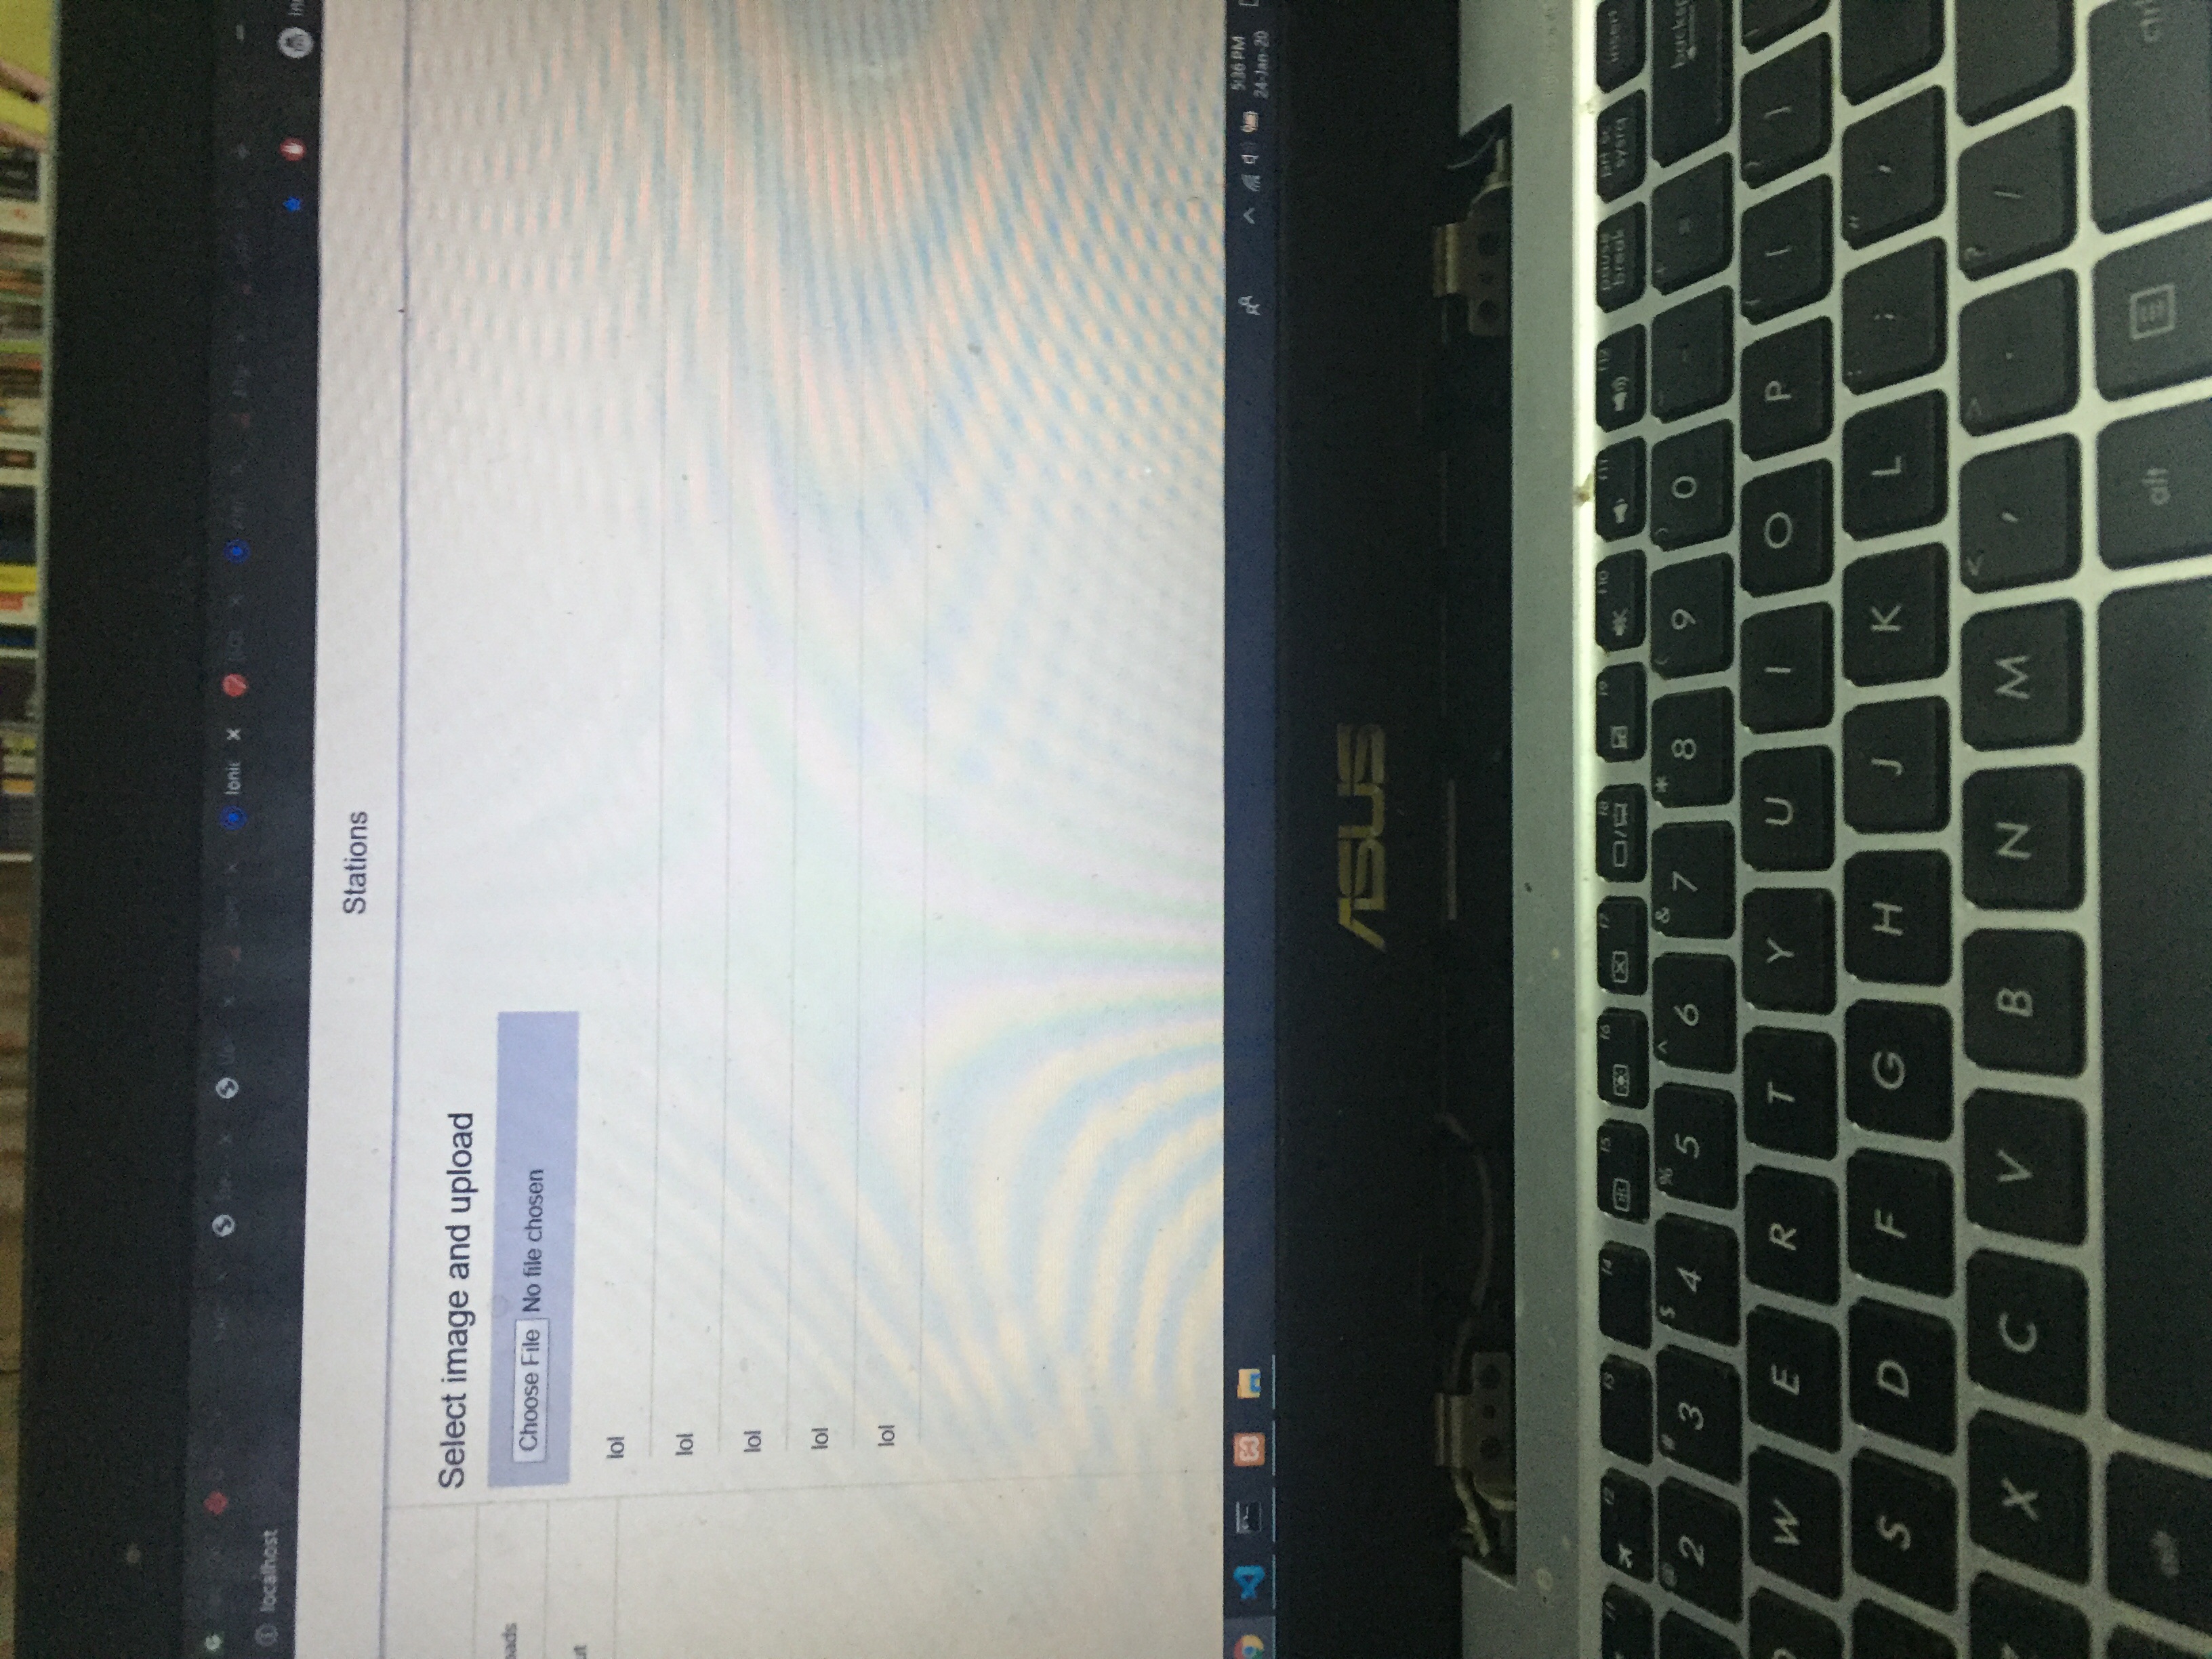 Ionic
localhost
Stations
Select image and upload
Choose File No file chosen
lol
lol
lol
lol
lol
5:36 PM
24-Jan-20
ASUS
f2 f3 f4 f5 f6 f7 f8 f9 f10 f11 f12 pause break prt sc sysrq insert
@ 2 # 3 $ 4 % 5 ^ 6 & 7 * 8 ( 9 ) 0 - + = backsp
W E R T Y U I O P { [ } ]
S D F G H J K L : ; " '
X C V B N M < , > . ? /
alt alt ctrl